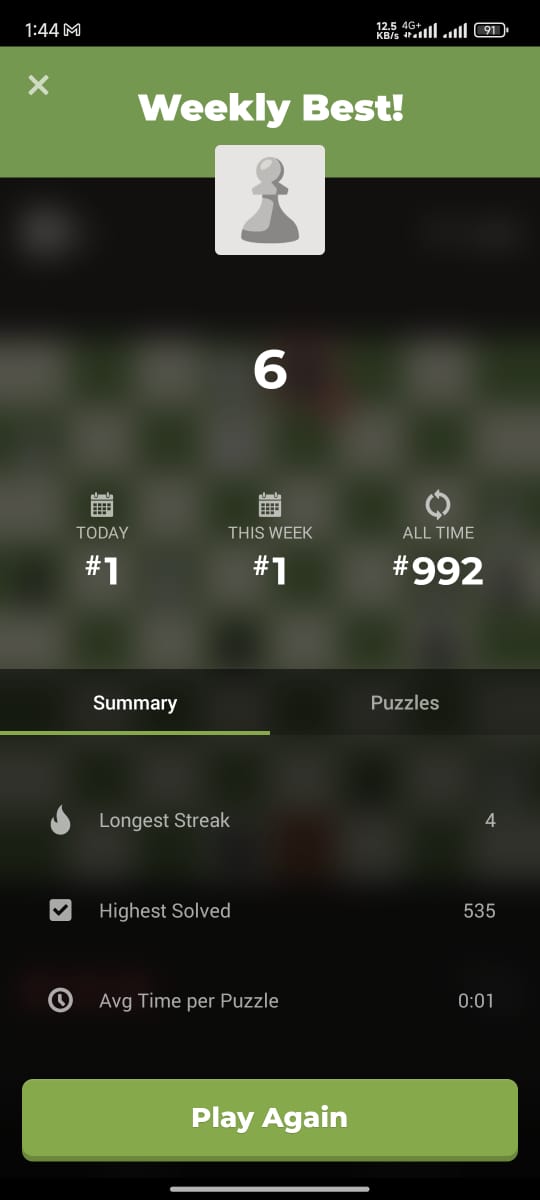 1:44
12.5 KB/s 4G+ 91
Weekly Best!
6
TODAY THIS WEEK ALL TIME
#1 #1 #992
Summary Puzzles
Longest Streak 4
Highest Solved 535
Avg Time per Puzzle 0:01
Play Again